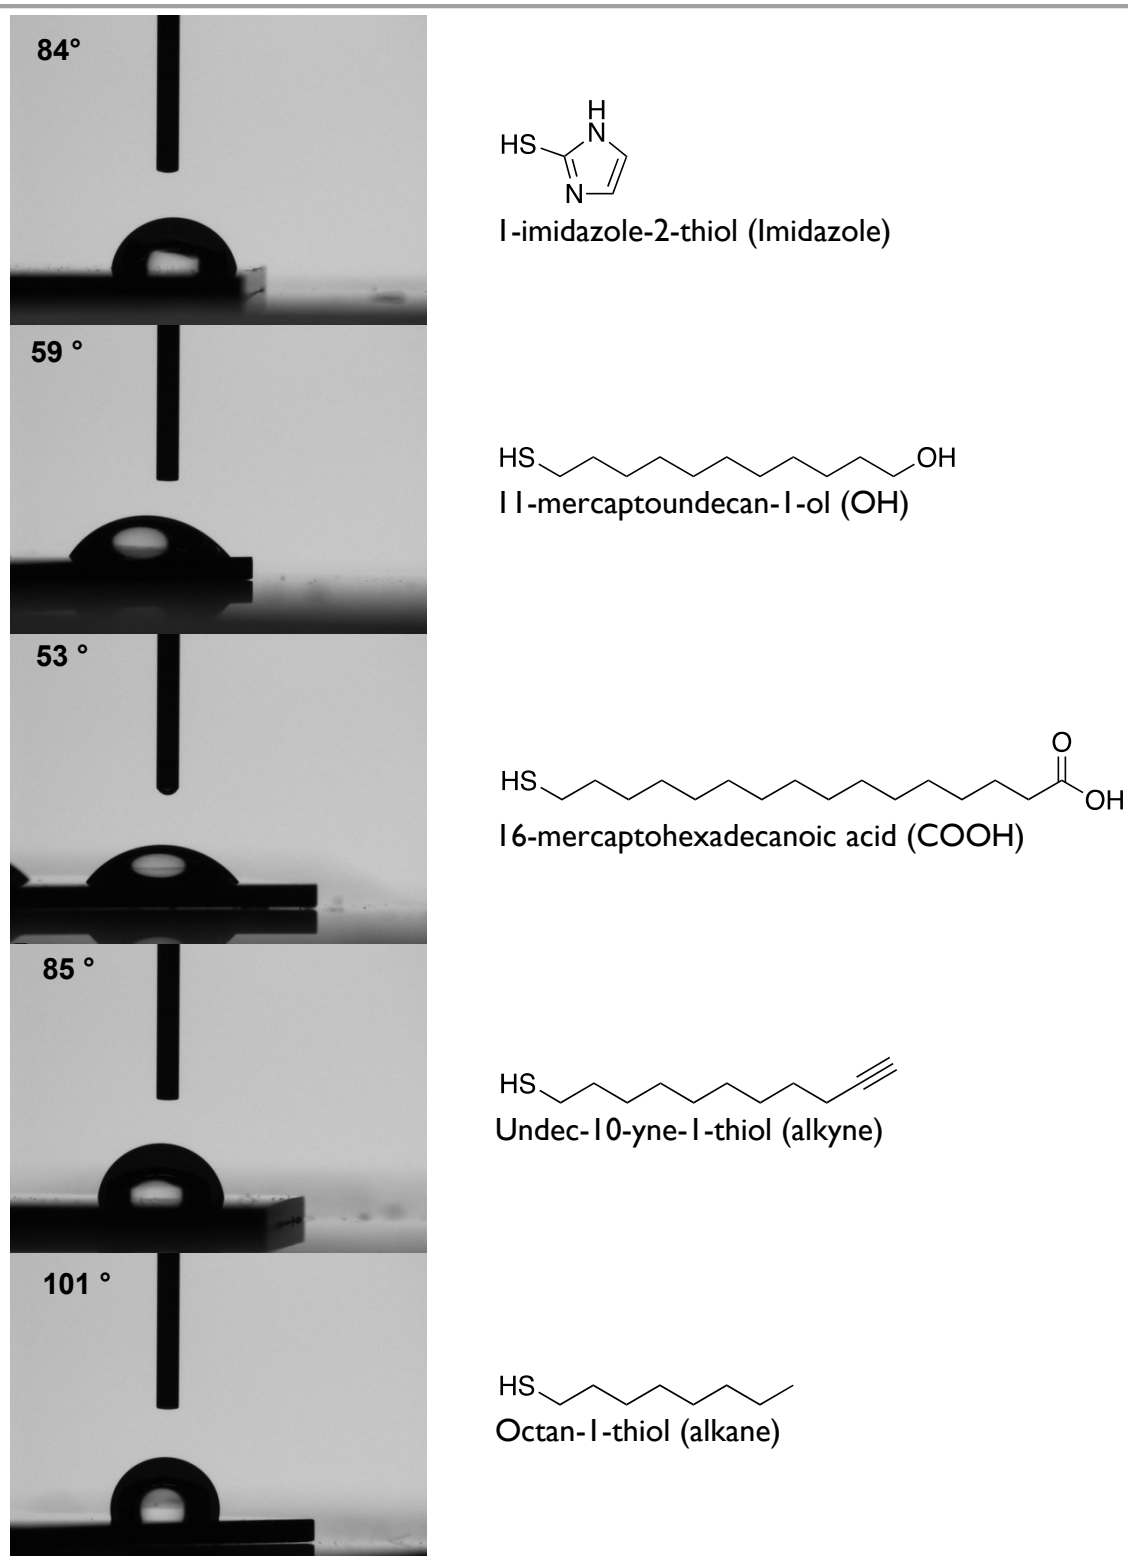 84°
H
N
HS
N
1-imidazole-2-thiol (Imidazole)
59 °
HS
OH
11-mercaptoundecan-1-ol (OH)
53 °
O
HS
OH
16-mercaptohexadecanoic acid (COOH)
85 °
HS
Undec-10-yne-1-thiol (alkyne)
101 °
HS
Octan-1-thiol (alkane)